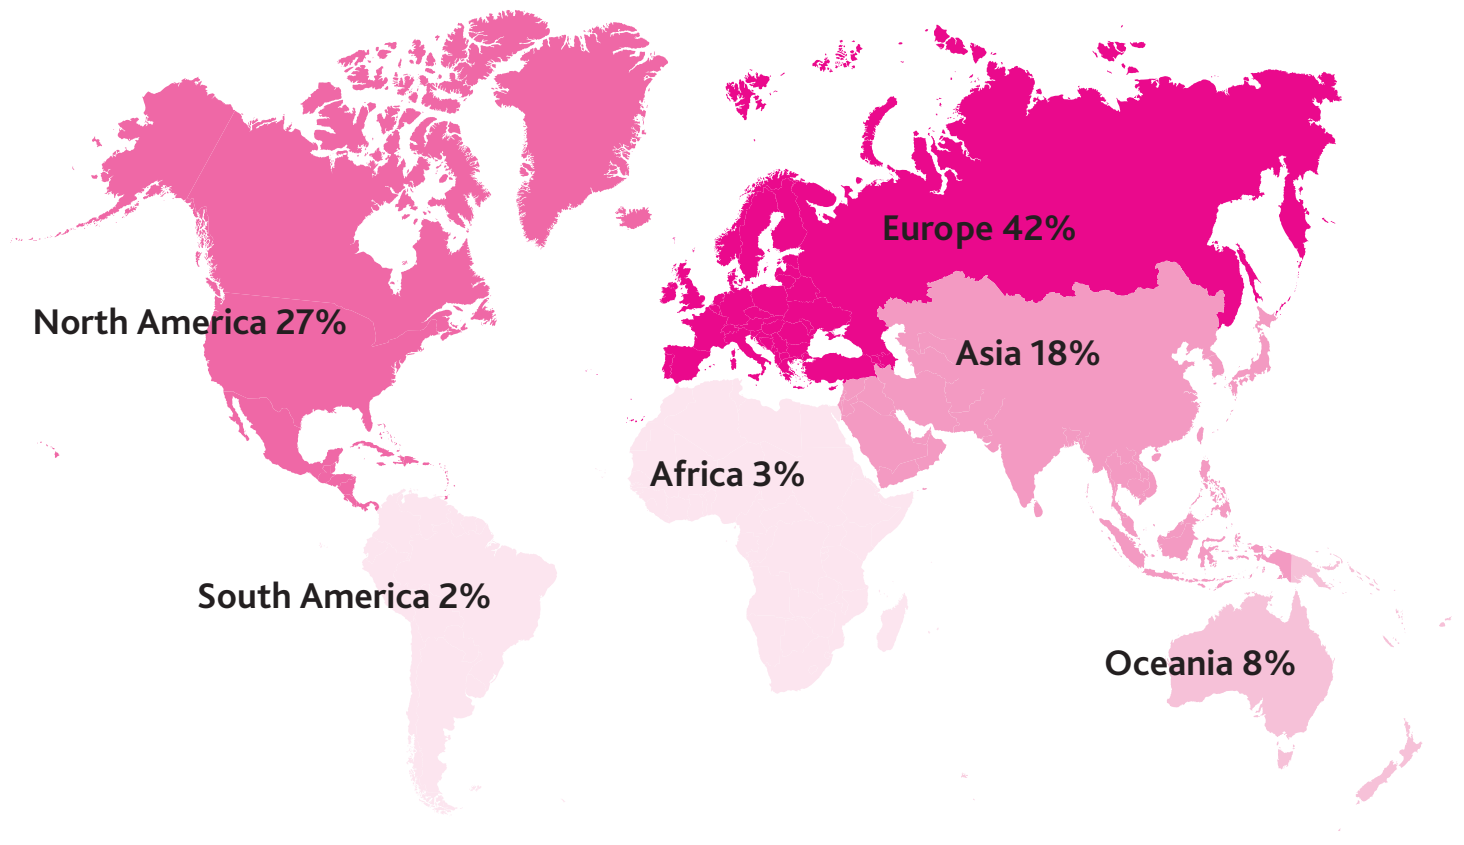 Europe 42%
North America 27%
Asia 18%
Africa 3%
South America 2%
Oceania 8%